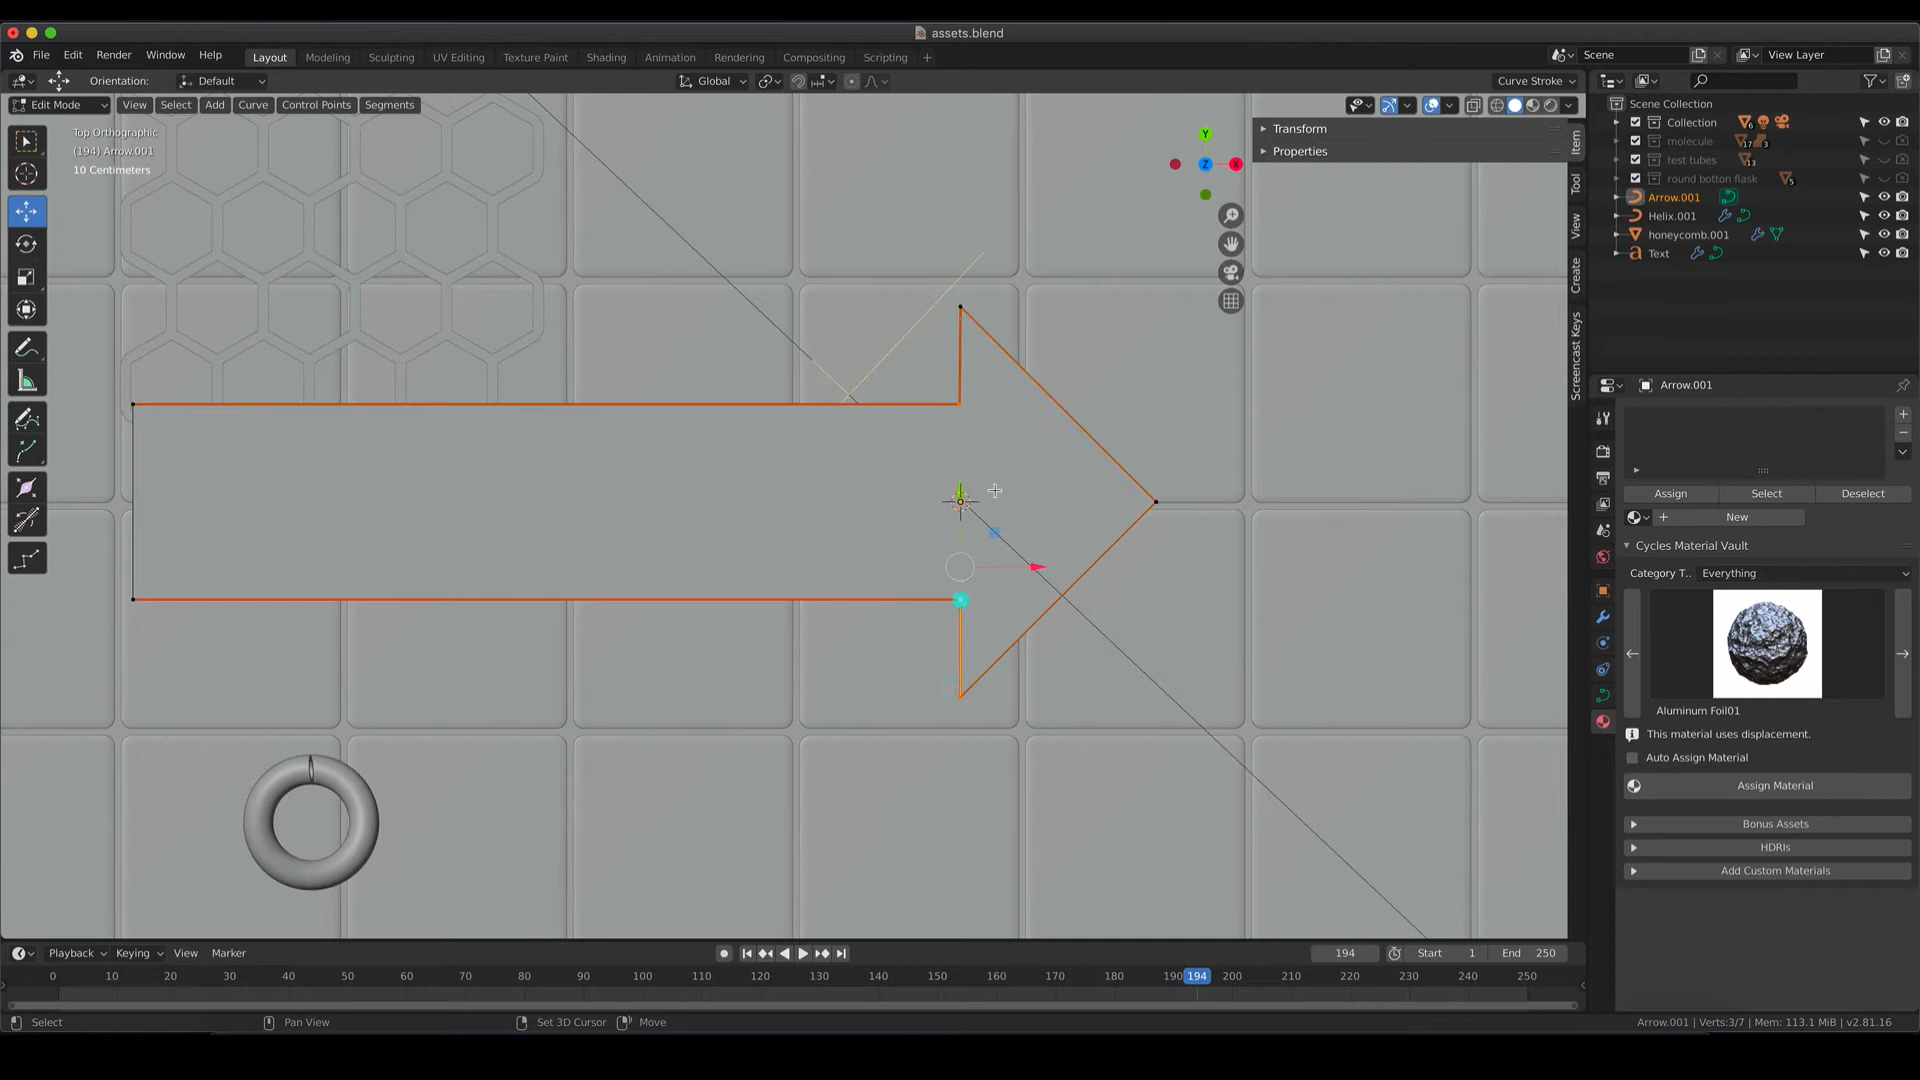 assets.blend
File Edit Render Window Help Layout Modeling Sculpting UV Editing Texture Paint Shading Animation Rendering Compositing Scripting + Scene View Layer
Orientation: Default Global Curve Stroke
Edit Mode View Select Add Curve Control Points Segments
Top Orthographic
(194) Arrow.001
10 Centimeters
Y
Z X
Transform
Properties
Item
Tool
View
Create
Screencast Keys
Scene Collection
Collection 6
molecule 17 3
test tubes 13
round botton flask 5
Arrow.001
Helix.001
honeycomb.001
Text
Arrow.001
Assign Select Deselect
New
Cycles Material Vault
Category T.. Everything
Aluminum Foil01
This material uses displacement.
Auto Assign Material
Assign Material
Bonus Assets
HDRIs
Add Custom Materials
Playback Keying View Marker 194 Start 1 End 250
0 10 20 30 40 50 60 70 80 90 100 110 120 130 140 150 160 170 180 190 194 200 210 220 230 240 250
Select Pan View Set 3D Cursor Move Arrow.001 | Verts:3/7 | Mem: 113.1 MiB | v2.81.16